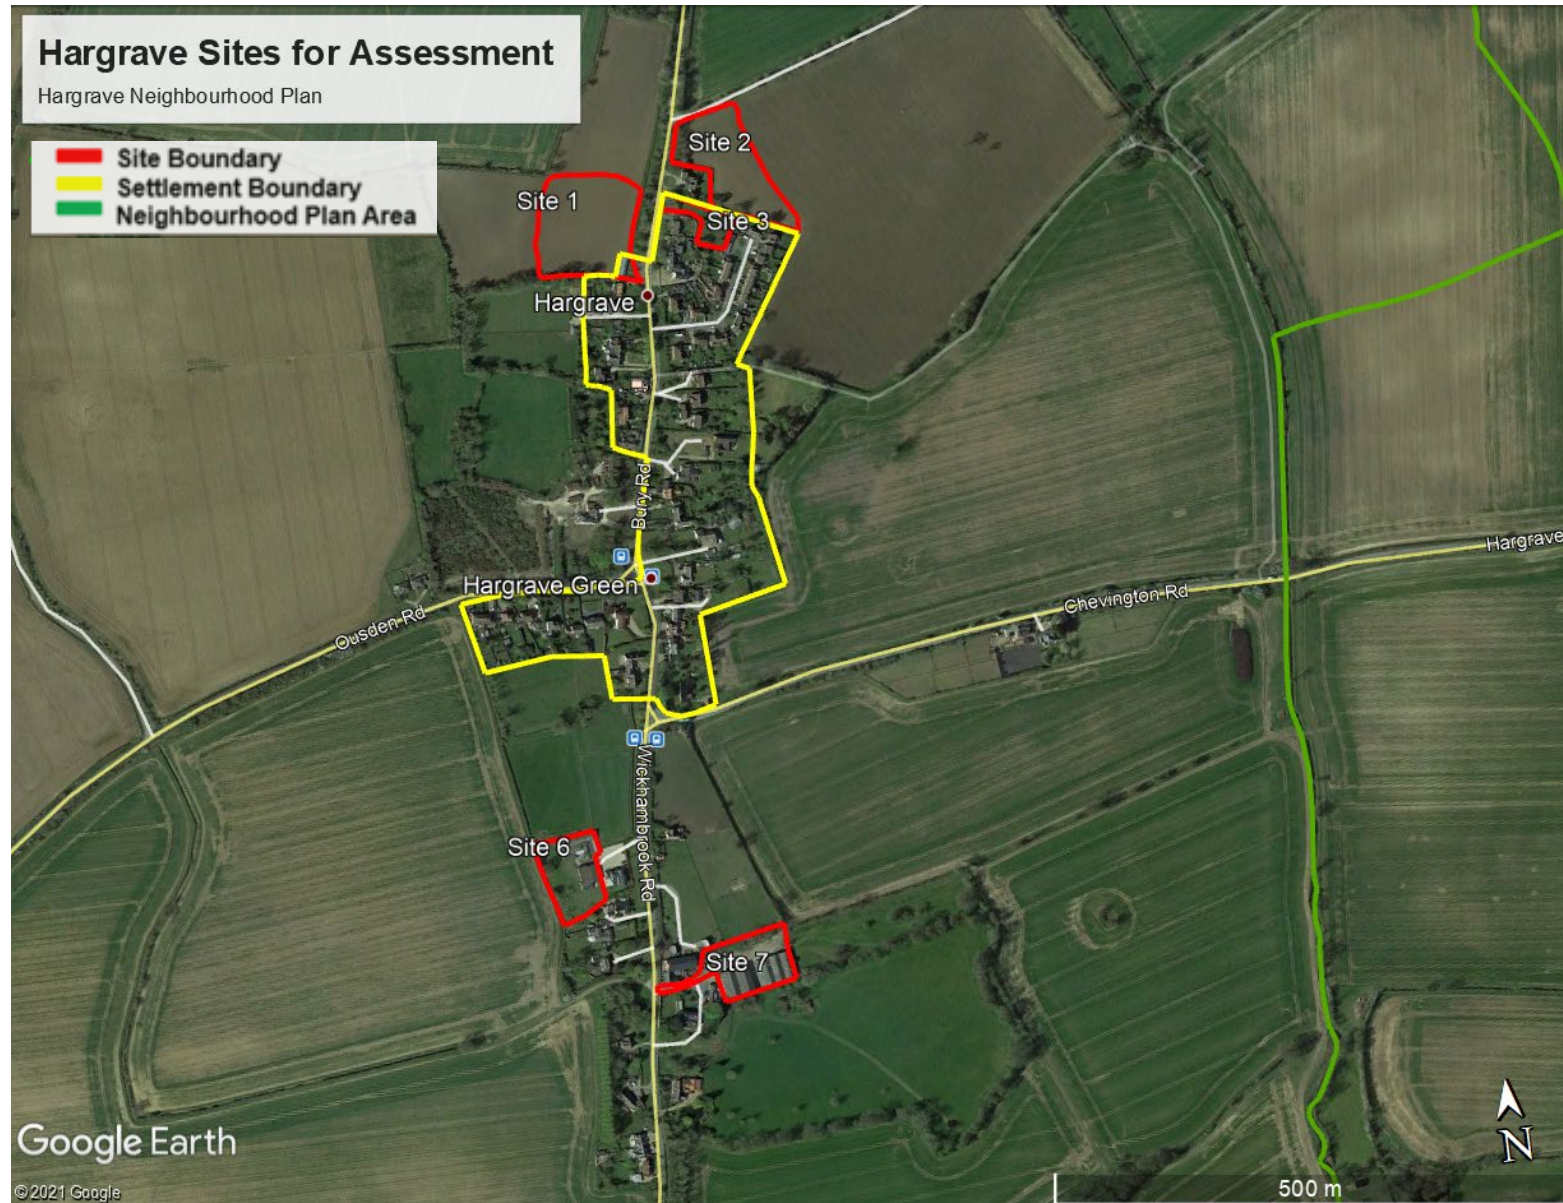 Hargrave Sites for Assessment
Hargrave Neighbourhood Plan
Site Boundary
Settlement Boundary
Neighbourhood Plan Area
Site 2
Site 1
Site 3
Hargrave
Bury Rd
Hargrave
Hargrave Green
Chevington Rd
Ousden Rd
Wickhambrook Rd
Site 6
Site 7
Google Earth
N
© 2021 Google
500 m